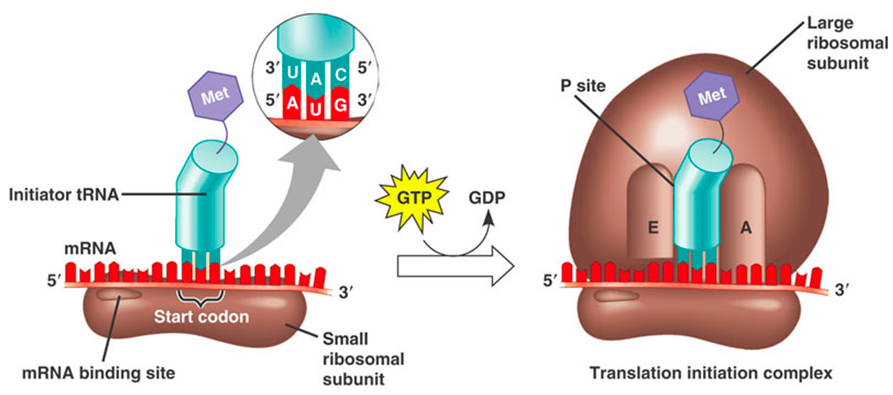 Met
3′ U A C 5′
5′ A U G 3′
Initiator tRNA
mRNA
5′
3′
Start codon
mRNA binding site
Small
ribosomal
subunit
GTP
GDP
Large
ribosomal
subunit
P site
Met
E
A
5′
3′
Translation initiation complex